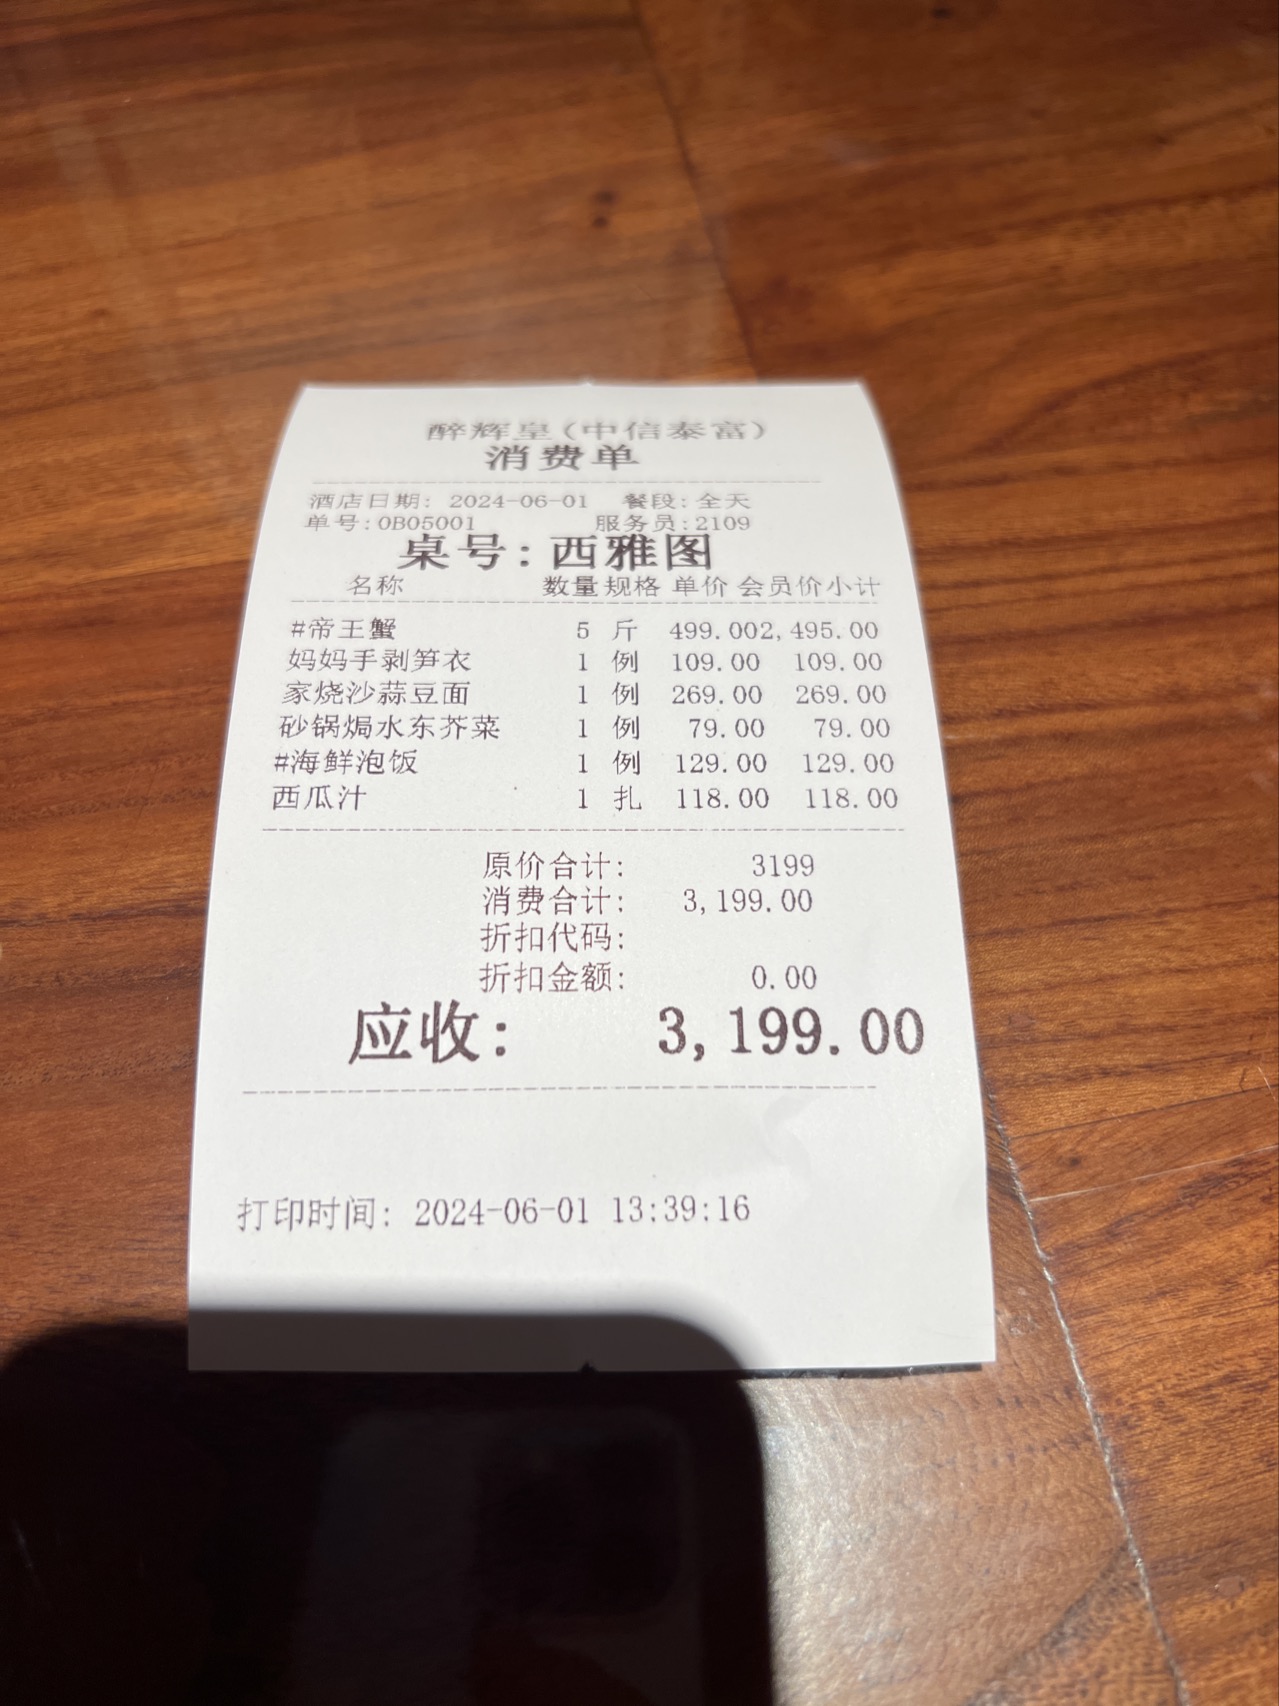 醉辉皇(中信泰富)
消费单
酒店日期: 2024-06-01 餐段: 全天
单号:0B05001 服务员:2109
桌号: 西雅图
名称 数量 规格 单价 会员价 小计
#帝王蟹 5 斤 499.002,495.00
妈妈手剥笋衣 1 例 109.00 109.00
家烧沙蒜豆面 1 例 269.00 269.00
砂锅焗水东芥菜 1 例 79.00 79.00
#海鲜泡饭 1 例 129.00 129.00
西瓜汁 1 扎 118.00 118.00
原价合计: 3199
消费合计: 3,199.00
折扣代码:
折扣金额: 0.00
应收: 3,199.00
打印时间: 2024-06-01 13:39:16